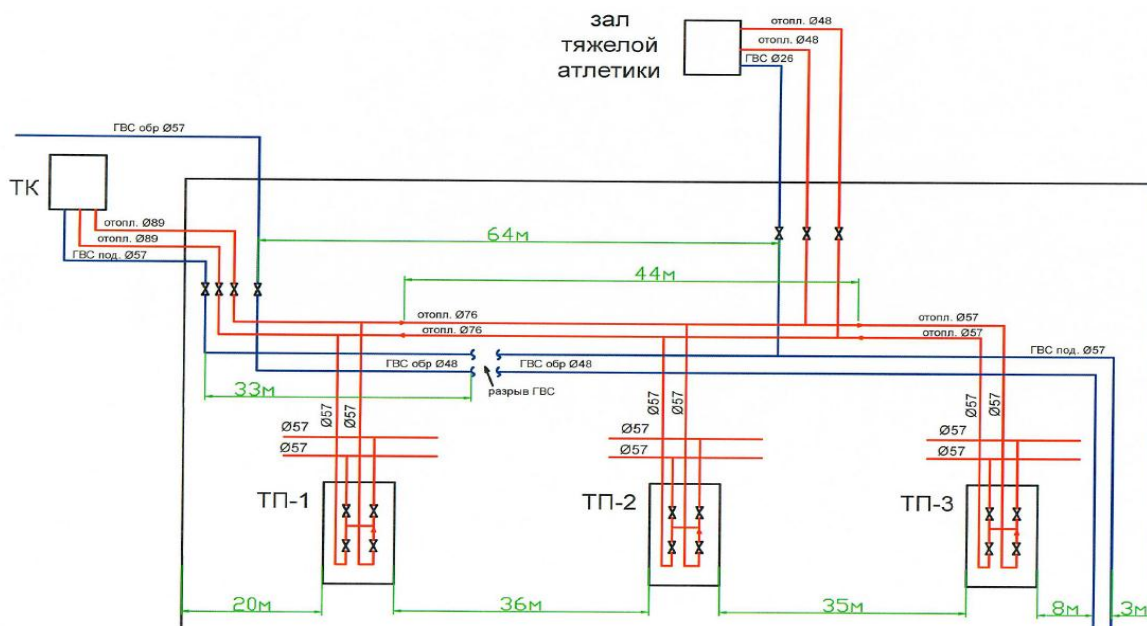 зал
тяжелой
атлетики
отопл. Ø48
отопл. Ø48
ГВС Ø26
ГВС обр Ø57
ТК
отопл. Ø89
отопл. Ø89
ГВС под. Ø57
64м
44м
отопл. Ø76
отопл. Ø57
отопл. Ø76
отопл. Ø57
ГВС под. Ø57
ГВС обр Ø48
ГВС обр Ø48
разрыв ГВС
33м
Ø57
Ø57
Ø57
Ø57
Ø57
Ø57
Ø57
Ø57
Ø57
Ø57
Ø57
Ø57
ТП-1
ТП-2
ТП-3
20м
36м
35м
8м
3м